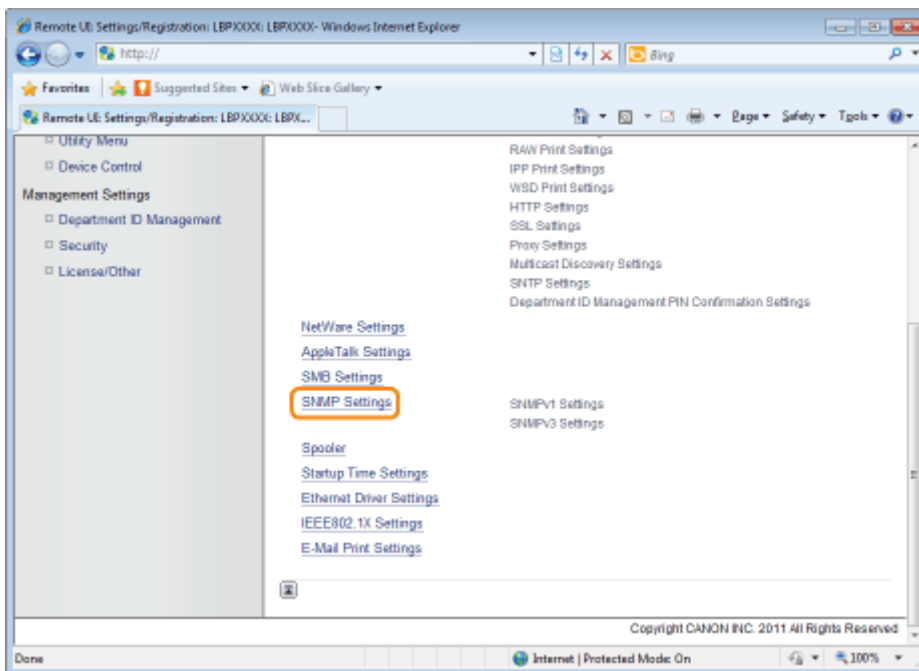 Remote UI: Settings/Registration: LBPXXXX: LBPXXXX- Windows Internet Explorer
http://
Bing
Favorites Suggested Sites Web Slice Gallery
Remote UI: Settings/Registration: LBPXXXX: LBPX...
Page Safety Tools
Utility Menu
Device Control
Management Settings
Department ID Management
Security
License/Other
RAW Print Settings
IPP Print Settings
WSD Print Settings
HTTP Settings
SSL Settings
Proxy Settings
Multicast Discovery Settings
SNTP Settings
Department ID Management PIN Confirmation Settings
NetWare Settings
AppleTalk Settings
SMB Settings
SNMP Settings
SNMPv1 Settings
SNMPv3 Settings
Spooler
Startup Time Settings
Ethernet Driver Settings
IEEE802.1X Settings
E-Mail Print Settings
Copyright CANON INC. 2011 All Rights Reserved
Done
Internet | Protected Mode: On
100%